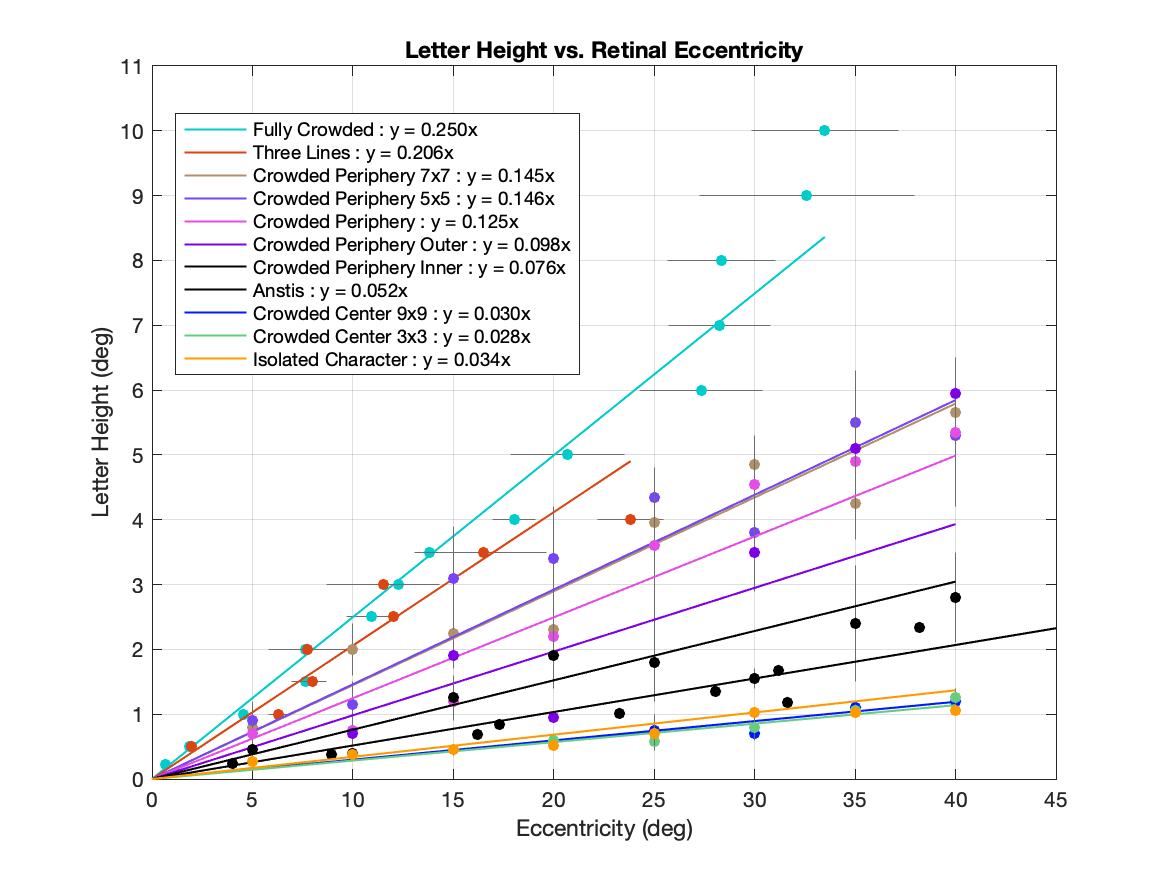 Letter Height vs. Retinal Eccentricity
11
10
9
8
7
6
5
4
3
2
1
0
Letter Height (deg)
Fully Crowded : y = 0.250x
Three Lines : y = 0.206x
Crowded Periphery 7x7 : y = 0.145x
Crowded Periphery 5x5 : y = 0.146x
Crowded Periphery : y = 0.125x
Crowded Periphery Outer : y = 0.098x
Crowded Periphery Inner : y = 0.076x
Anstis : y = 0.052x
Crowded Center 9x9 : y = 0.030x
Crowded Center 3x3 : y = 0.028x
Isolated Character : y = 0.034x
0 5 10 15 20 25 30 35 40 45
Eccentricity (deg)